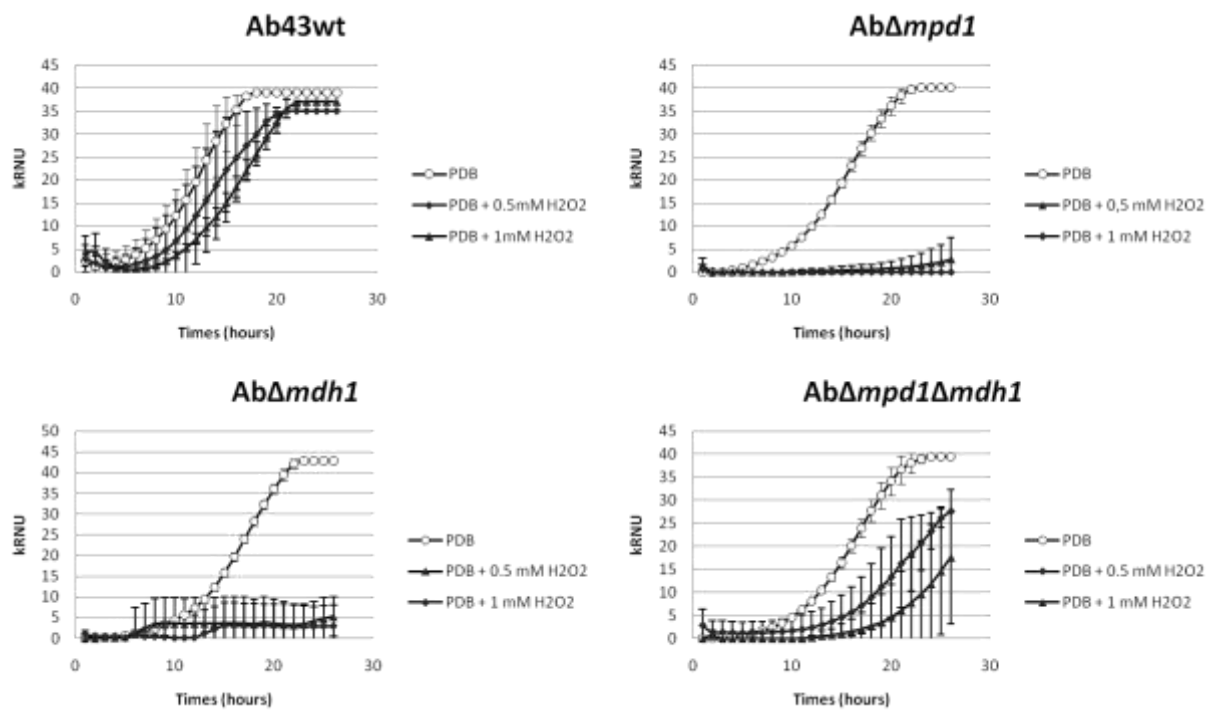 Ab43wt
45
40
35
30
25
20
15
10
5
0
kRNU
0 10 20 30
Times (hours)
PDB
PDB + 0.5mM H2O2
PDB + 1mM H2O2
AbΔmpd1
45
40
35
30
25
20
15
10
5
0
kRNU
0 10 20 30
Times (hours)
PDB
PDB + 0,5 mM H2O2
PDB + 1 mM H2O2
AbΔmdh1
50
45
40
35
30
25
20
15
10
5
0
kRNU
0 10 20 30
Times (hours)
PDB
PDB + 0.5 mM H2O2
PDB + 1 mM H2O2
AbΔmpd1Δmdh1
45
40
35
30
25
20
15
10
5
0
kRNU
0 10 20 30
Times (hours)
PDB
PDB + 0.5 mM H2O2
PDB + 1 mM H2O2